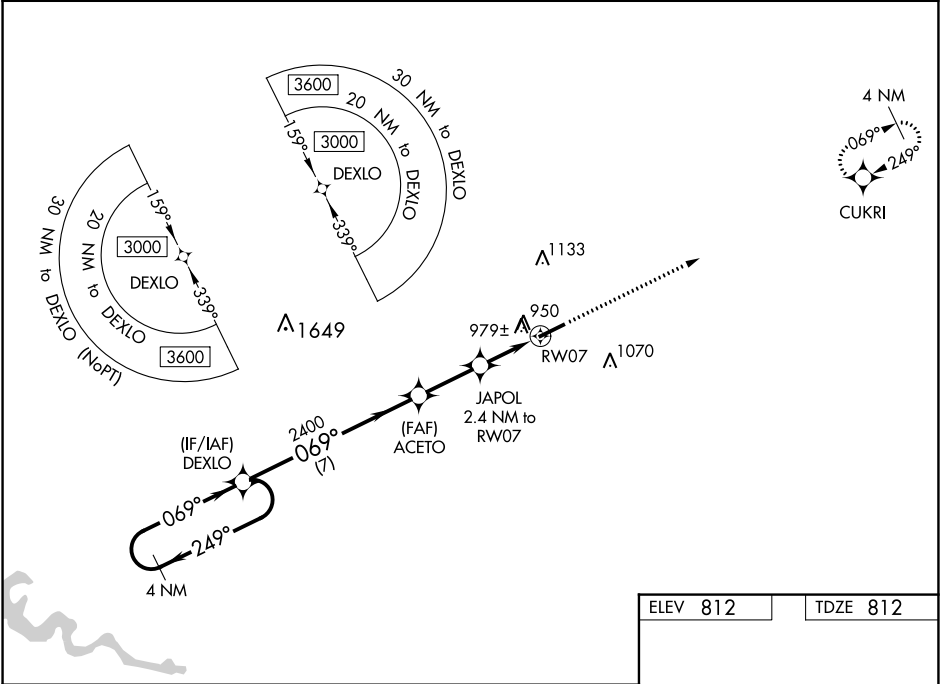 3600
30 NM to DEXLO
20 NM to DEXLO
159°
3000
DEXLO
339°
4 NM
069°
249°
CUKRI
159°
30 NM to DEXLO (NoPT)
20 NM to DEXLO
3000
DEXLO
339°
3600
1133
1649
979±
950
RW07
1070
JAPOL
2.4 NM to
RW07
(FAF)
ACETO
2400
069°
(7)
(IF/IAF)
DEXLO
069°
249°
4 NM
ELEV 812
TDZE 812